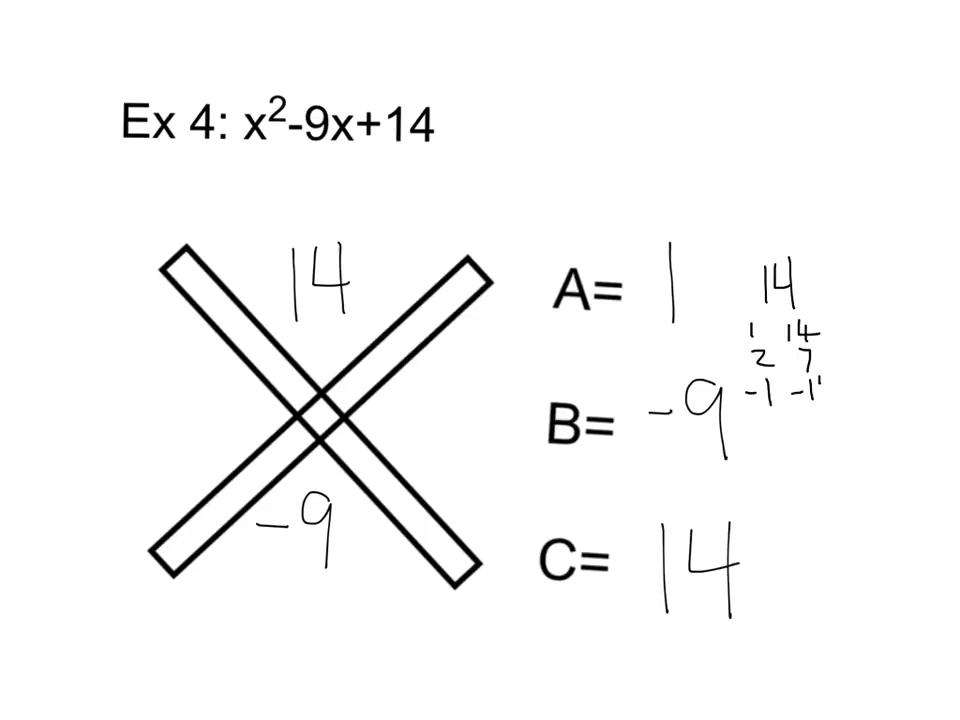 Ex 4: x²-9x+14
14
A= 1
14
1 14
2 7
-1 -1'
B= -9
-9
C= 14